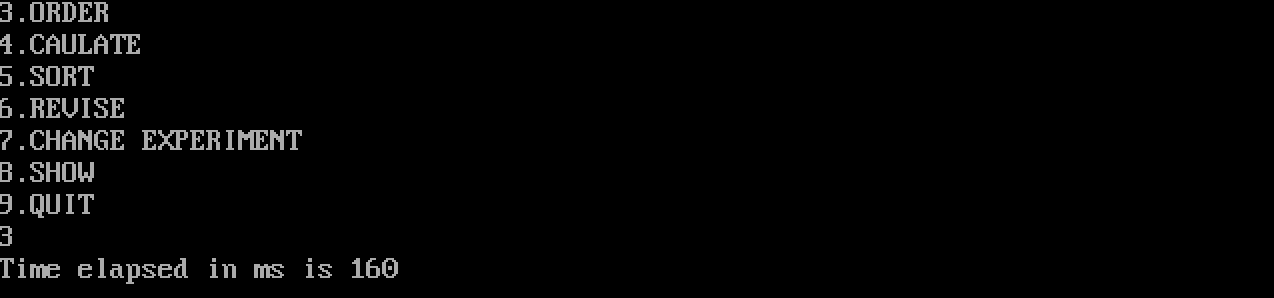 3.ORDER
4.CAULATE
5.SORT
6.REVISE
7.CHANGE EXPERIMENT
8.SHOW
9.QUIT
3
Time elapsed in ms is 160